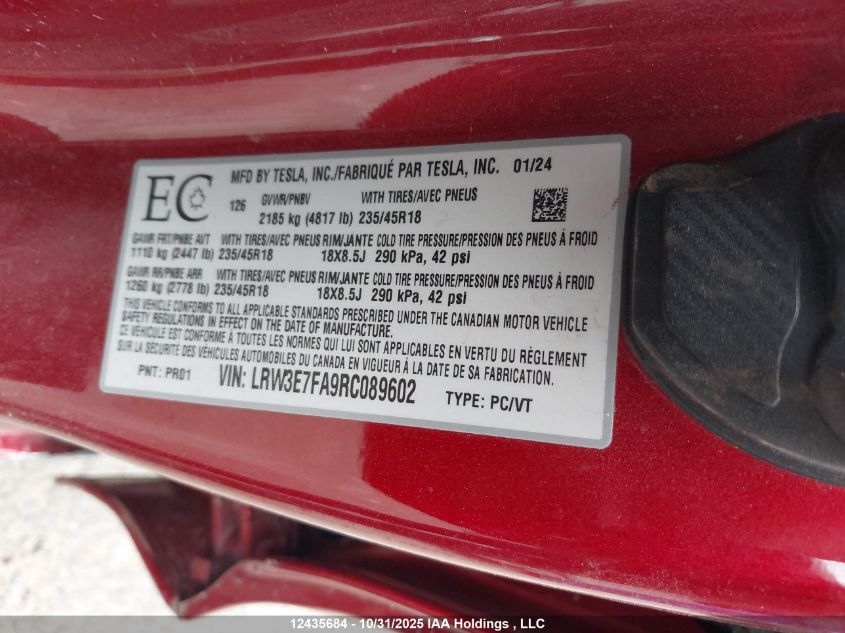 EC
MFD BY TESLA, INC./FABRIQUÉ PAR TESLA, INC. 01/24
126 GVWR/PNBV WITH TIRES/AVEC PNEUS
2185 kg (4817 lb) 235/45R18
GAWR FRT/PNBE AVT WITH TIRES/AVEC PNEUS RIM/JANTE COLD TIRE PRESSURE/PRESSION DES PNEUS À FROID
1110 kg (2447 lb) 235/45R18 18X8.5J 290 kPa, 42 psi
GAWR RR/PNBE ARR WITH TIRES/AVEC PNEUS RIM/JANTE COLD TIRE PRESSURE/PRESSION DES PNEUS À FROID
1260 kg (2778 lb) 235/45R18 18X8.5J 290 kPa, 42 psi
THIS VEHICLE CONFORMS TO ALL APPLICABLE STANDARDS PRESCRIBED UNDER THE CANADIAN MOTOR VEHICLE
SAFETY REGULATIONS IN EFFECT ON THE DATE OF MANUFACTURE.
CE VÉHICULE EST CONFORME À TOUTES LES NORMES QUI LUI SONT APPLICABLES EN VERTU DU RÈGLEMENT
SUR LA SÉCURITÉ DES VÉHICULES AUTOMOBILES DU CANADA EN VIGUEUR À LA DATE DE SA FABRICATION.
PNT: PR01 VIN: LRW3E7FA9RC089602 TYPE: PC/VT
12435684 - 10/31/2025 IAA Holdings , LLC